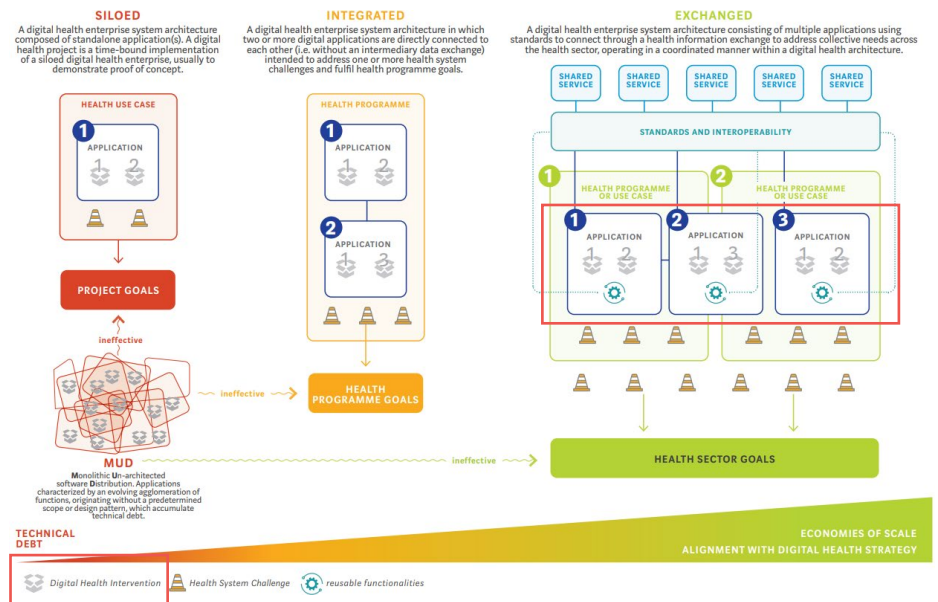 SILOED
A digital health enterprise system architecture
composed of standalone application(s). A digital
health project is a time-bound implementation
of a siloed digital health enterprise, usually to
demonstrate proof of concept.
HEALTH USE CASE
1
APPLICATION
1 2
PROJECT GOALS
ineffective
MUD
Monolithic Un-architected
software Distribution. Applications
characterized by an evolving agglomeration of
functions, originating without a predetermined
scope or design pattern, which accumulate
technical debt.
INTEGRATED
A digital health enterprise system architecture in which
two or more digital applications are directly connected to
each other (i.e. without an intermediary data exchange)
intended to address one or more health system
challenges and fulfil health programme goals.
HEALTH PROGRAMME
1
APPLICATION
1 2
2
APPLICATION
1 3
ineffective
HEALTH
PROGRAMME GOALS
EXCHANGED
A digital health enterprise system architecture consisting of multiple applications using
standards to connect through a health information exchange to address collective needs across
the health sector, operating in a coordinated manner within a digital health architecture.
SHARED
SERVICE
SHARED
SERVICE
SHARED
SERVICE
SHARED
SERVICE
SHARED
SERVICE
STANDARDS AND INTEROPERABILITY
1
HEALTH PROGRAMME
OR USE CASE
2
HEALTH PROGRAMME
OR USE CASE
1
APPLICATION
1 2
2
APPLICATION
1 3
3
APPLICATION
1 2
ineffective
HEALTH SECTOR GOALS
TECHNICAL
DEBT
ECONOMIES OF SCALE
ALIGNMENT WITH DIGITAL HEALTH STRATEGY
Digital Health Intervention
Health System Challenge
reusable functionalities